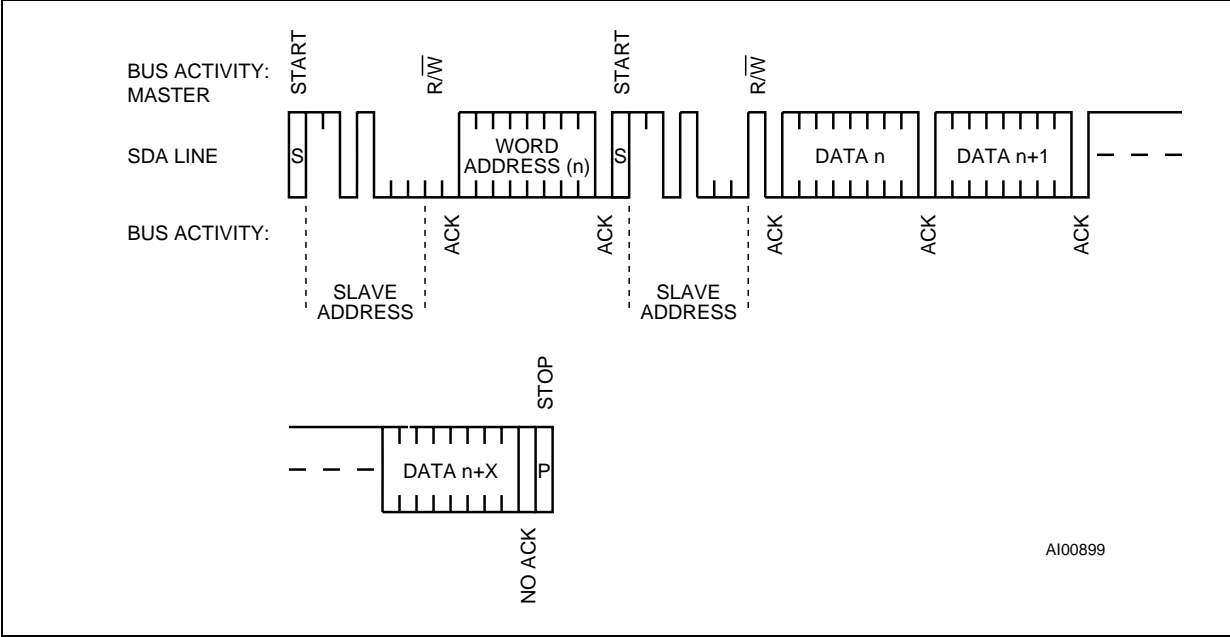 START
R/W
START
R/W
BUS ACTIVITY:
MASTER
SDA LINE
S
WORD
ADDRESS (n)
S
DATA n
DATA n+1
BUS ACTIVITY:
ACK
ACK
ACK
ACK
ACK
SLAVE
ADDRESS
SLAVE
ADDRESS
STOP
DATA n+X
P
NO ACK
AI00899